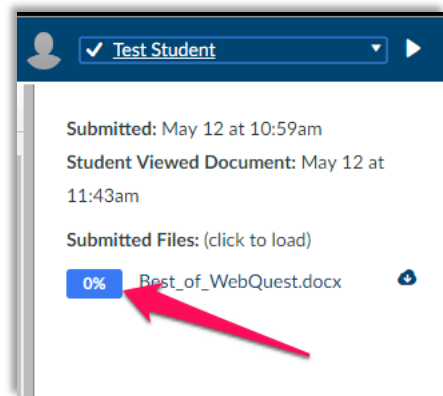 Test Student
Submitted: May 12 at 10:59am
Student Viewed Document: May 12 at
11:43am
Submitted Files: (click to load)
0% Best_of_WebQuest.docx